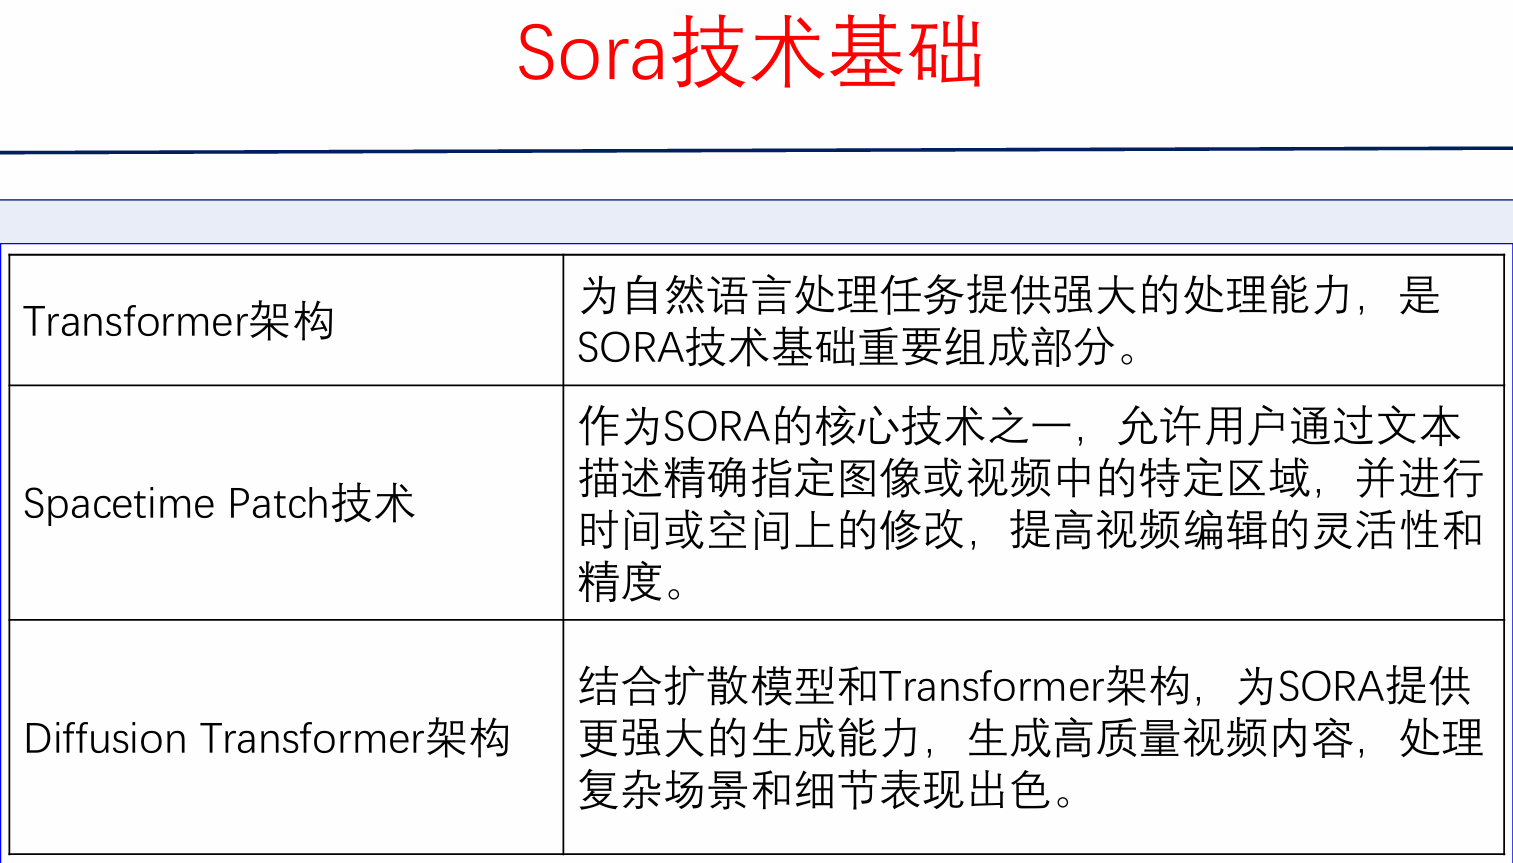 Sora技术基础
Transformer架构
为自然语言处理任务提供强大的处理能力，是
SORA技术基础重要组成部分。
Spacetime Patch技术
作为SORA的核心技术之一，允许用户通过文本
描述精确指定图像或视频中的特定区域，并进行
时间或空间上的修改，提高视频编辑的灵活性和
精度。
Diffusion Transformer架构
结合扩散模型和Transformer架构，为SORA提供
更强大的生成能力，生成高质量视频内容，处理
复杂场景和细节表现出色。